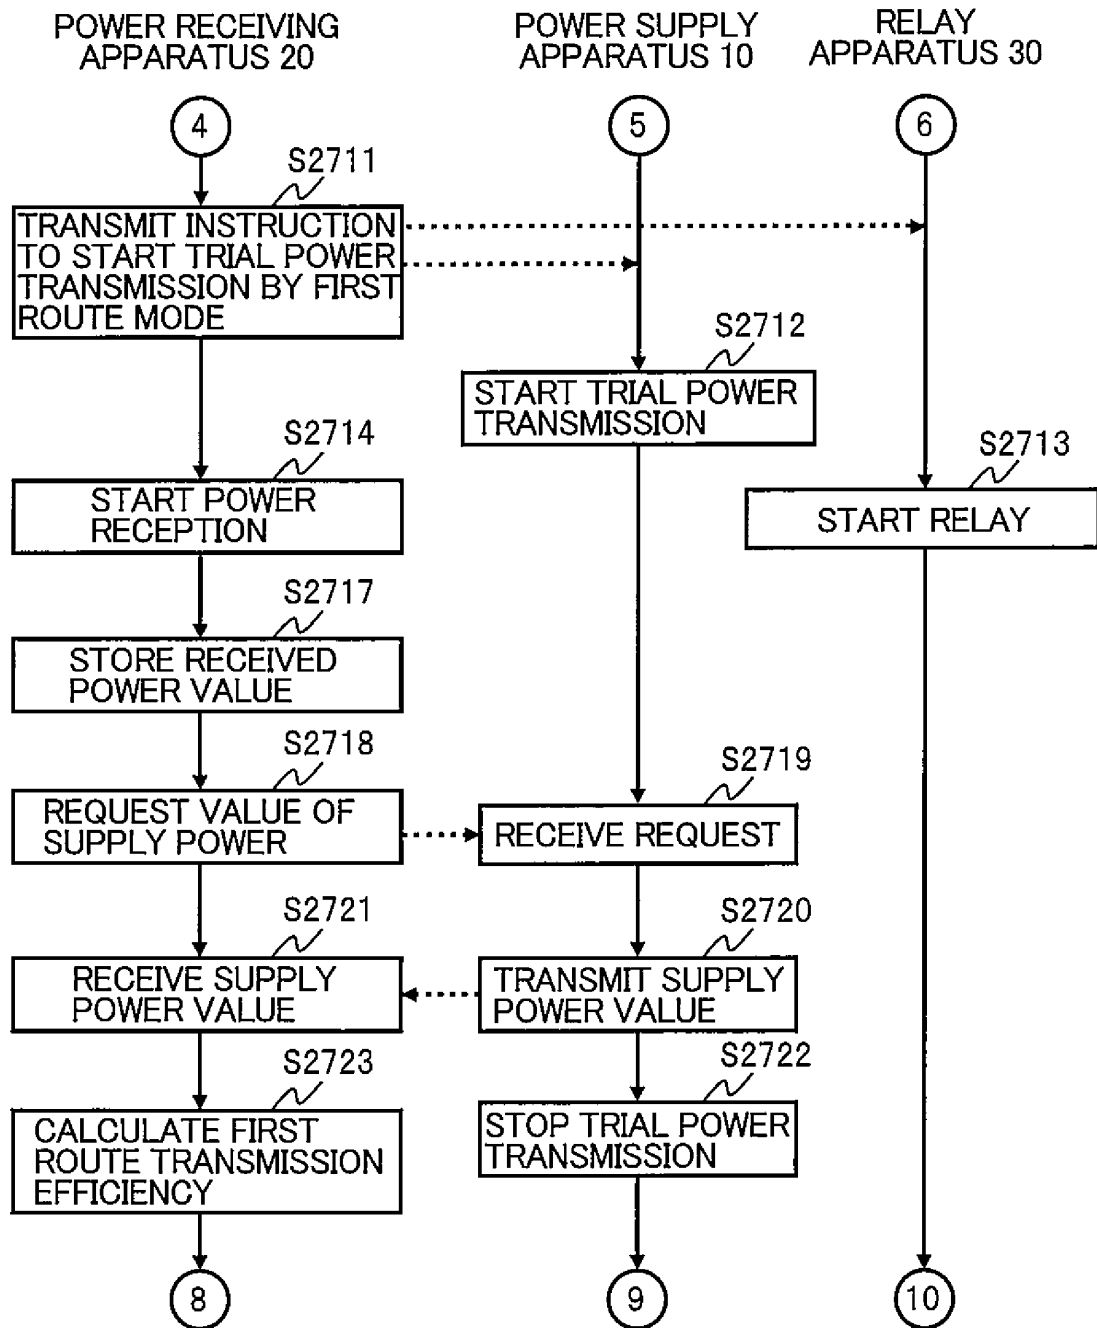 POWER RECEIVING
APPARATUS 20
POWER SUPPLY
APPARATUS 10
RELAY
APPARATUS 30
4
5
6
S2711
TRANSMIT INSTRUCTION
TO START TRIAL POWER
TRANSMISSION BY FIRST
ROUTE MODE
S2712
START TRIAL POWER
TRANSMISSION
S2714
START POWER
RECEPTION
S2713
START RELAY
S2717
STORE RECEIVED
POWER VALUE
S2718
REQUEST VALUE OF
SUPPLY POWER
S2719
RECEIVE REQUEST
S2721
RECEIVE SUPPLY
POWER VALUE
S2720
TRANSMIT SUPPLY
POWER VALUE
S2723
CALCULATE FIRST
ROUTE TRANSMISSION
EFFICIENCY
S2722
STOP TRIAL POWER
TRANSMISSION
8
9
10